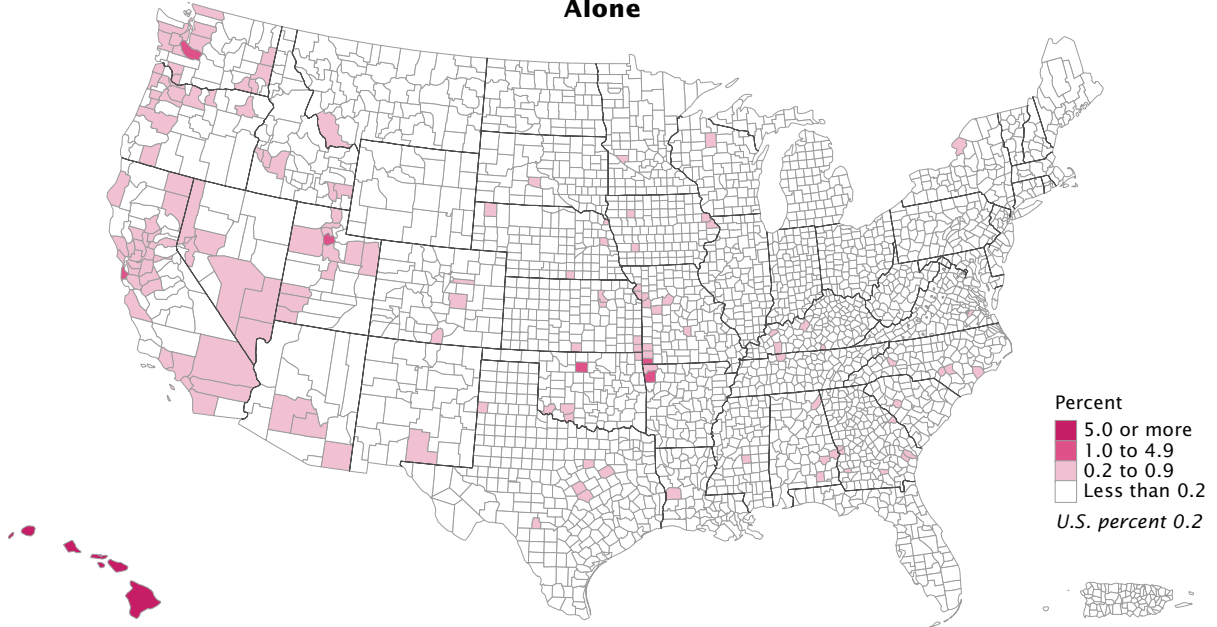 Alone
Percent
5.0 or more
1.0 to 4.9
0.2 to 0.9
Less than 0.2
U.S. percent 0.2